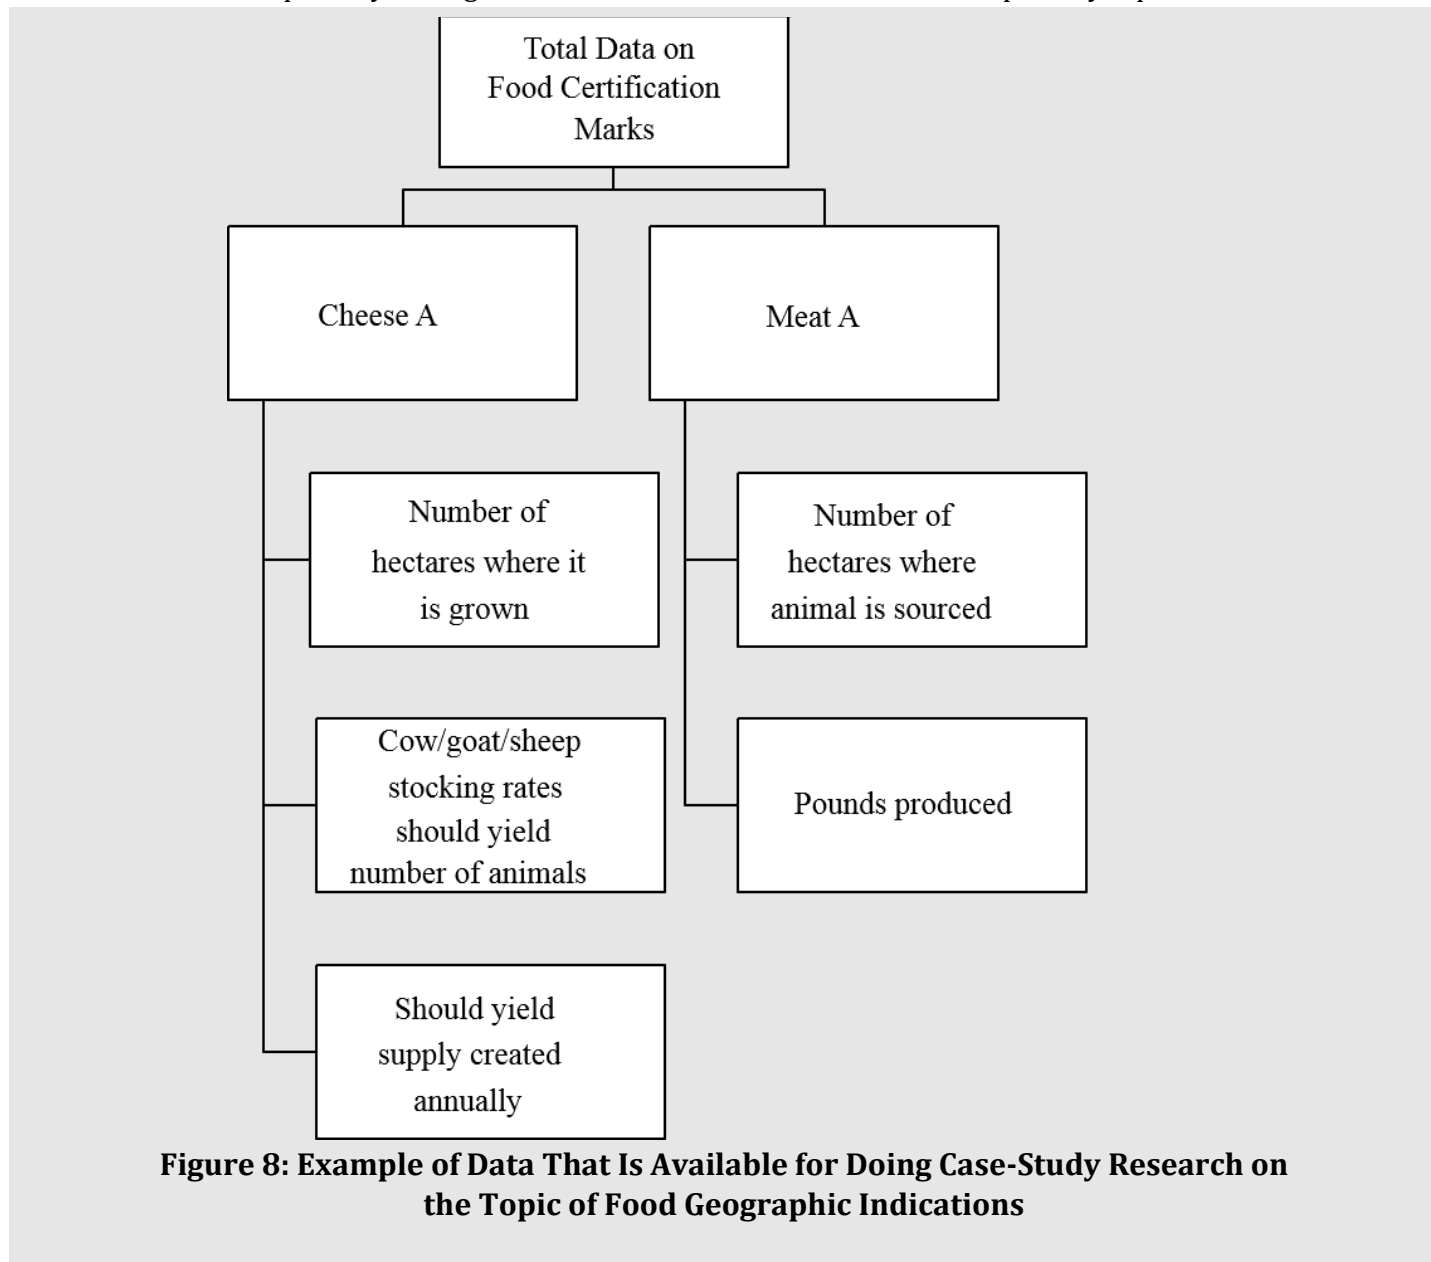 Total Data on
Food Certification
Marks
Cheese A
Meat A
Number of
hectares where it
is grown
Number of
hectares where
animal is sourced
Cow/goat/sheep
stocking rates
should yield
number of animals
Pounds produced
Should yield
supply created
annually
Figure 8: Example of Data That Is Available for Doing Case-Study Research on
the Topic of Food Geographic Indications